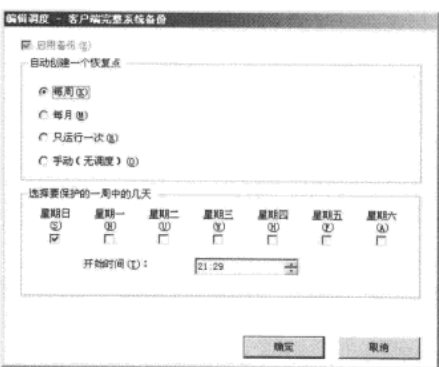 编辑调度 - 客户端完整系统备份
启用备份(E)
自动创建一个恢复点
每周(K)
每月(M)
只运行一次(R)
手动（无调度）(O)
选择要保护的一周中的几天
星期日 星期一 星期二 星期三 星期四 星期五 星期六
(S) (M) (U) (W) (H) (F) (A)
开始时间(T)：
21:29
确定 取消